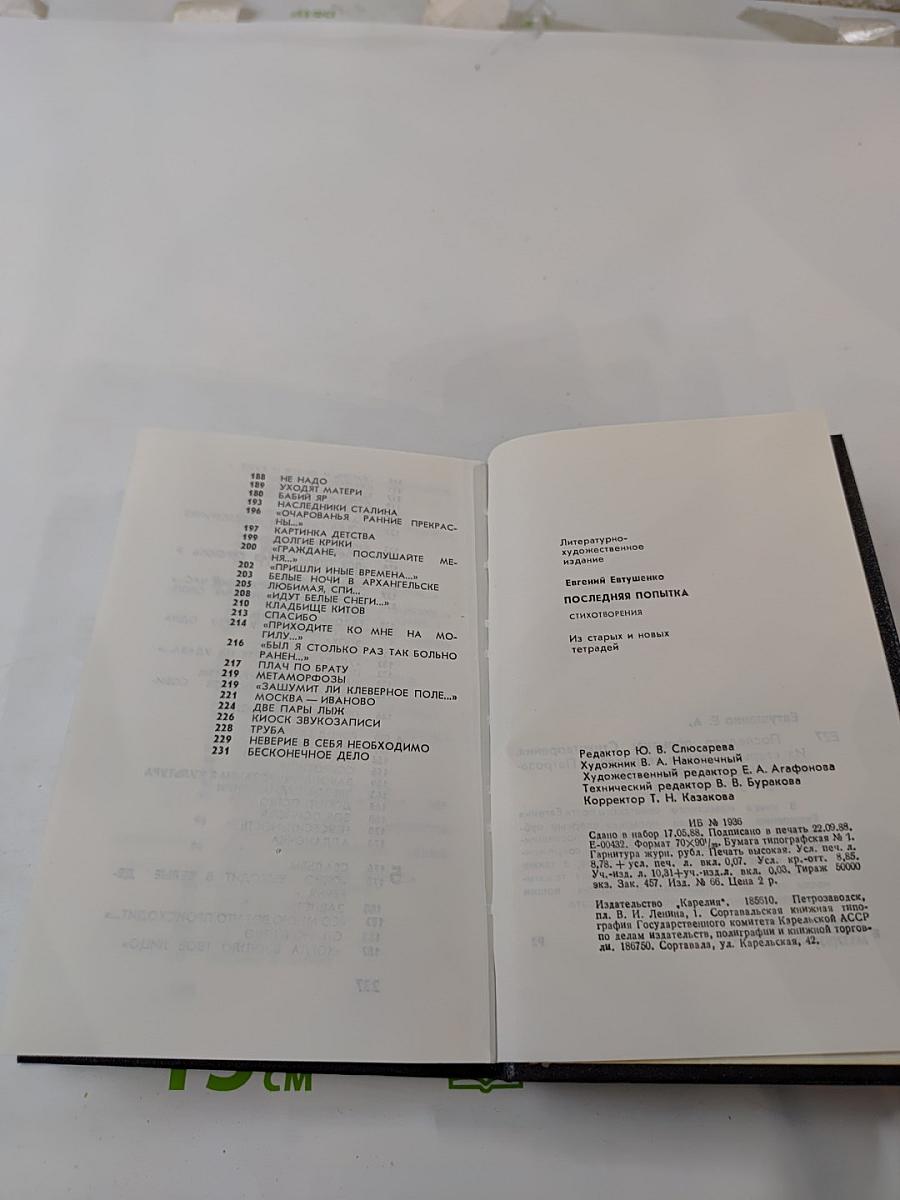 188 НЕ НАДО
189 УХОДЯТ МАТЕРИ
180 БАБИЙ ЯР
193 НАСЛЕДНИКИ СТАЛИНА
196 «ОЧАРОВАНЬЯ РАННИЕ ПРЕКРАС-
НЫ...»
197 КАРТИНКА ДЕТСТВА
199 ДОЛГИЕ КРИКИ
200 «ГРАЖДАНЕ, ПОСЛУШАЙТЕ МЕ-
НЯ...»
202 «ПРИШЛИ ИНЫЕ ВРЕМЕНА...»
203 БЕЛЫЕ НОЧИ В АРХАНГЕЛЬСКЕ
205 ЛЮБИМАЯ, СПИ...
208 «ИДУТ БЕЛЫЕ СНЕГИ...»
210 КЛАДБИЩЕ КИТОВ
213 СПАСИБО
214 «ПРИХОДИТЕ КО МНЕ НА МО-
ГИЛУ...»
216 «БЫЛ Я СТОЛЬКО РАЗ ТАК БОЛЬНО
РАНЕН...»
217 ПЛАЧ ПО БРАТУ
219 МЕТАМОРФОЗЫ
219 «ЗАШУМИТ ЛИ КЛЕВЕРНОЕ ПОЛЕ...»
221 МОСКВА — ИВАНОВО
224 ДВЕ ПАРЫ ЛЫЖ
226 КИОСК ЗВУКОЗАПИСИ
228 ТРУБА
229 НЕВЕРИЕ В СЕБЯ НЕОБХОДИМО
231 БЕСКОНЕЧНОЕ ДЕЛО
Литературно-
художественное
издание
Евгений Евтушенко
ПОСЛЕДНЯЯ ПОПЫТКА
СТИХОТВОРЕНИЯ
Из старых и новых
тетрадей
Редактор Ю. В. Слюсарева
Художник В. А. Наконечный
Художественный редактор Е. А. Агафонова
Технический редактор В. В. Буракова
Корректор Т. Н. Казакова
ИБ № 1936
Сдано в набор 17.05.88. Подписано в печать 22.09.88.
Е-00432. Формат 70×90¹/₃₂. Бумага типографская № 1.
Гарнитура журн. рубл. Печать высокая. Усл. печ. л.
8,78. + усл. печ. л. вкл. 0,07. Усл. кр.-отт. 8,85.
Уч.-изд. л. 10,31+уч.-изд.л. вкл. 0,03. Тираж 50000
экз. Зак. 457. Изд. № 66. Цена 2 р.
Издательство „Карелия". 185610. Петрозаводск,
пл. В. И. Ленина, 1. Сортавальская книжная типо-
графия Государственного комитета Карельской АССР
по делам издательств, полиграфии и книжной торгов-
ли. 186750. Сортавала, ул. Карельская, 42.
15 СМ